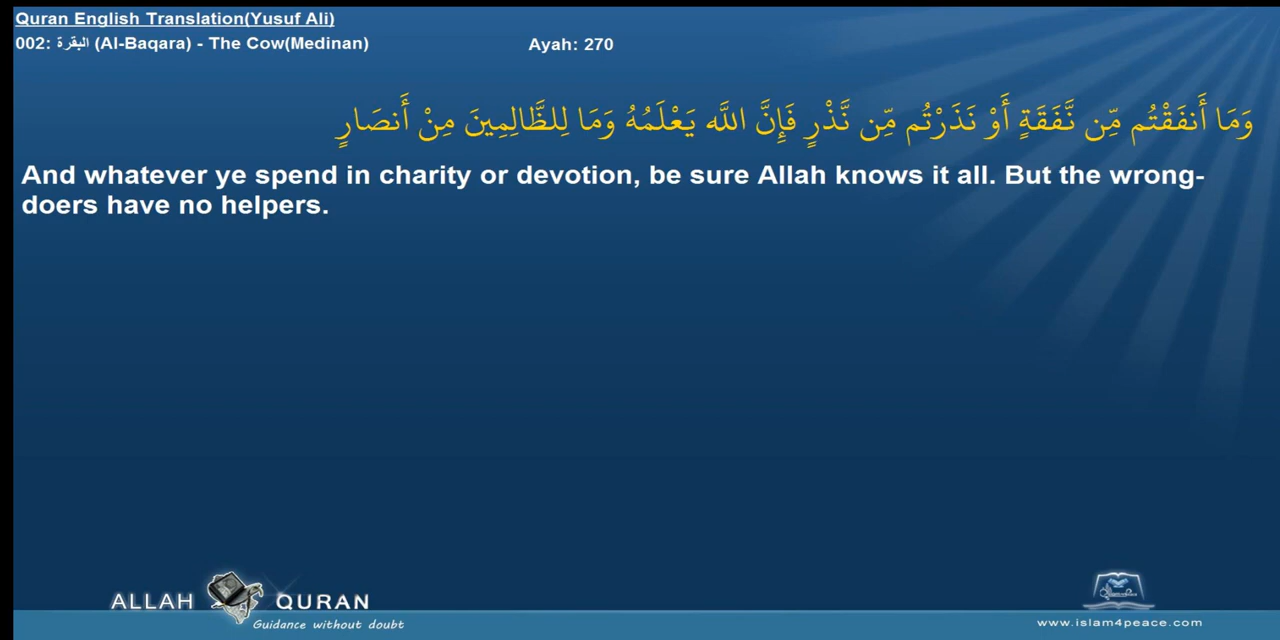 Quran English Translation(Yusuf Ali)
002: البقرة (Al-Baqara) - The Cow(Medinan)
Ayah: 270
وَمَا أَنفَقْتُم مِّن نَّفَقَةٍ أَوْ نَذَرْتُم مِّن نَّذْرٍ فَإِنَّ اللَّه يَعْلَمُهُ وَمَا لِلظَّالِمِينَ مِنْ أَنصَارٍ
And whatever ye spend in charity or devotion, be sure Allah knows it all. But the wrong-
doers have no helpers.
ALLAH QURAN
Guidance without doubt
www.islam4peace.com